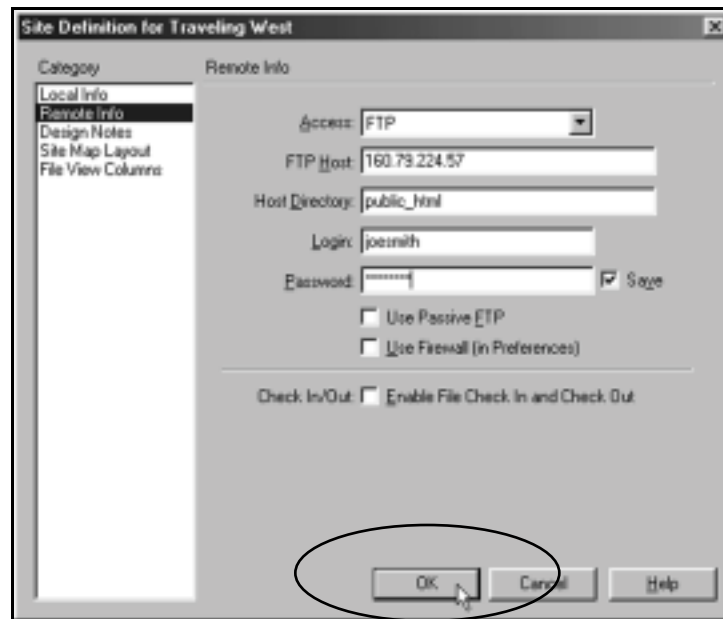 Site Definition for Traveling West
Category
Local Info
Remote Info
Design Notes
Site Map Layout
File View Columns
Remote Info
Access: FTP
FTP Host: 160.79.224.57
Host Directory: public_html
Login: joesmith
Password: ******** Save
Use Passive FTP
Use Firewall (in Preferences)
Check In/Out: Enable File Check In and Check Out
OK Cancel Help